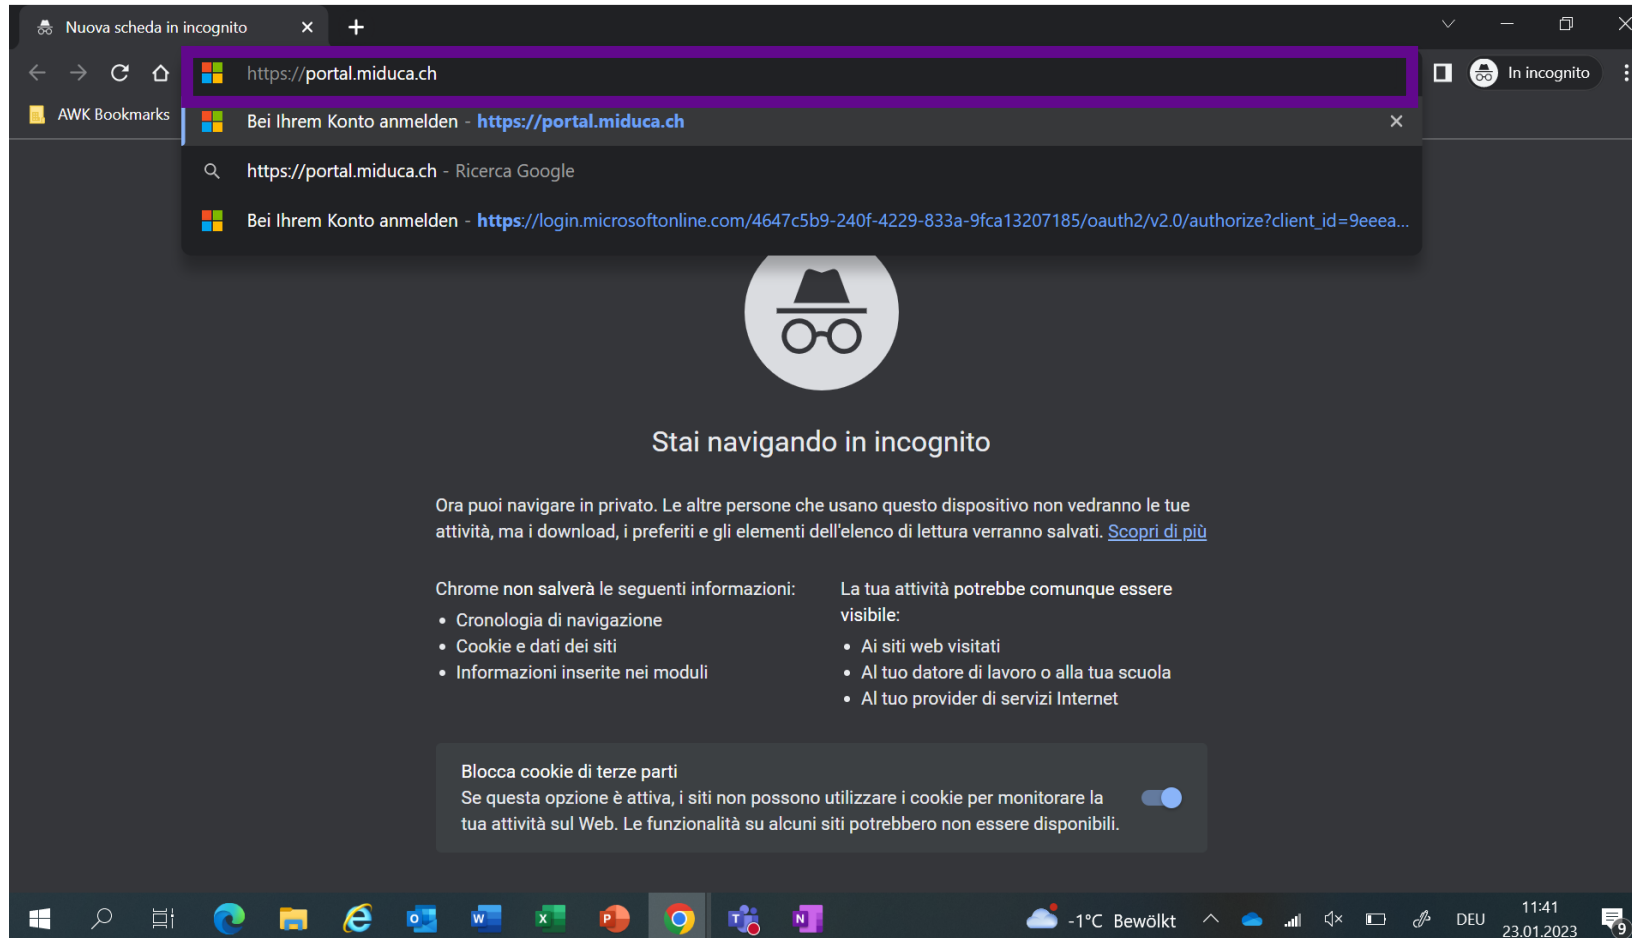 Nuova scheda in incognito
https://portal.miduca.ch
In incognito
AWK Bookmarks
Bei Ihrem Konto anmelden - https://portal.miduca.ch
https://portal.miduca.ch - Ricerca Google
Bei Ihrem Konto anmelden - https://login.microsoftonline.com/4647c5b9-240f-4229-833a-9fca13207185/oauth2/v2.0/authorize?client_id=9eeea...
Stai navigando in incognito
Ora puoi navigare in privato. Le altre persone che usano questo dispositivo non vedranno le tue
attività, ma i download, i preferiti e gli elementi dell'elenco di lettura verranno salvati. Scopri di più
Chrome non salverà le seguenti informazioni:
• Cronologia di navigazione
• Cookie e dati dei siti
• Informazioni inserite nei moduli
La tua attività potrebbe comunque essere
visibile:
• Ai siti web visitati
• Al tuo datore di lavoro o alla tua scuola
• Al tuo provider di servizi Internet
Blocca cookie di terze parti
Se questa opzione è attiva, i siti non possono utilizzare i cookie per monitorare la
tua attività sul Web. Le funzionalità su alcuni siti potrebbero non essere disponibili.
-1°C Bewölkt
DEU
11:41
23.01.2023
9